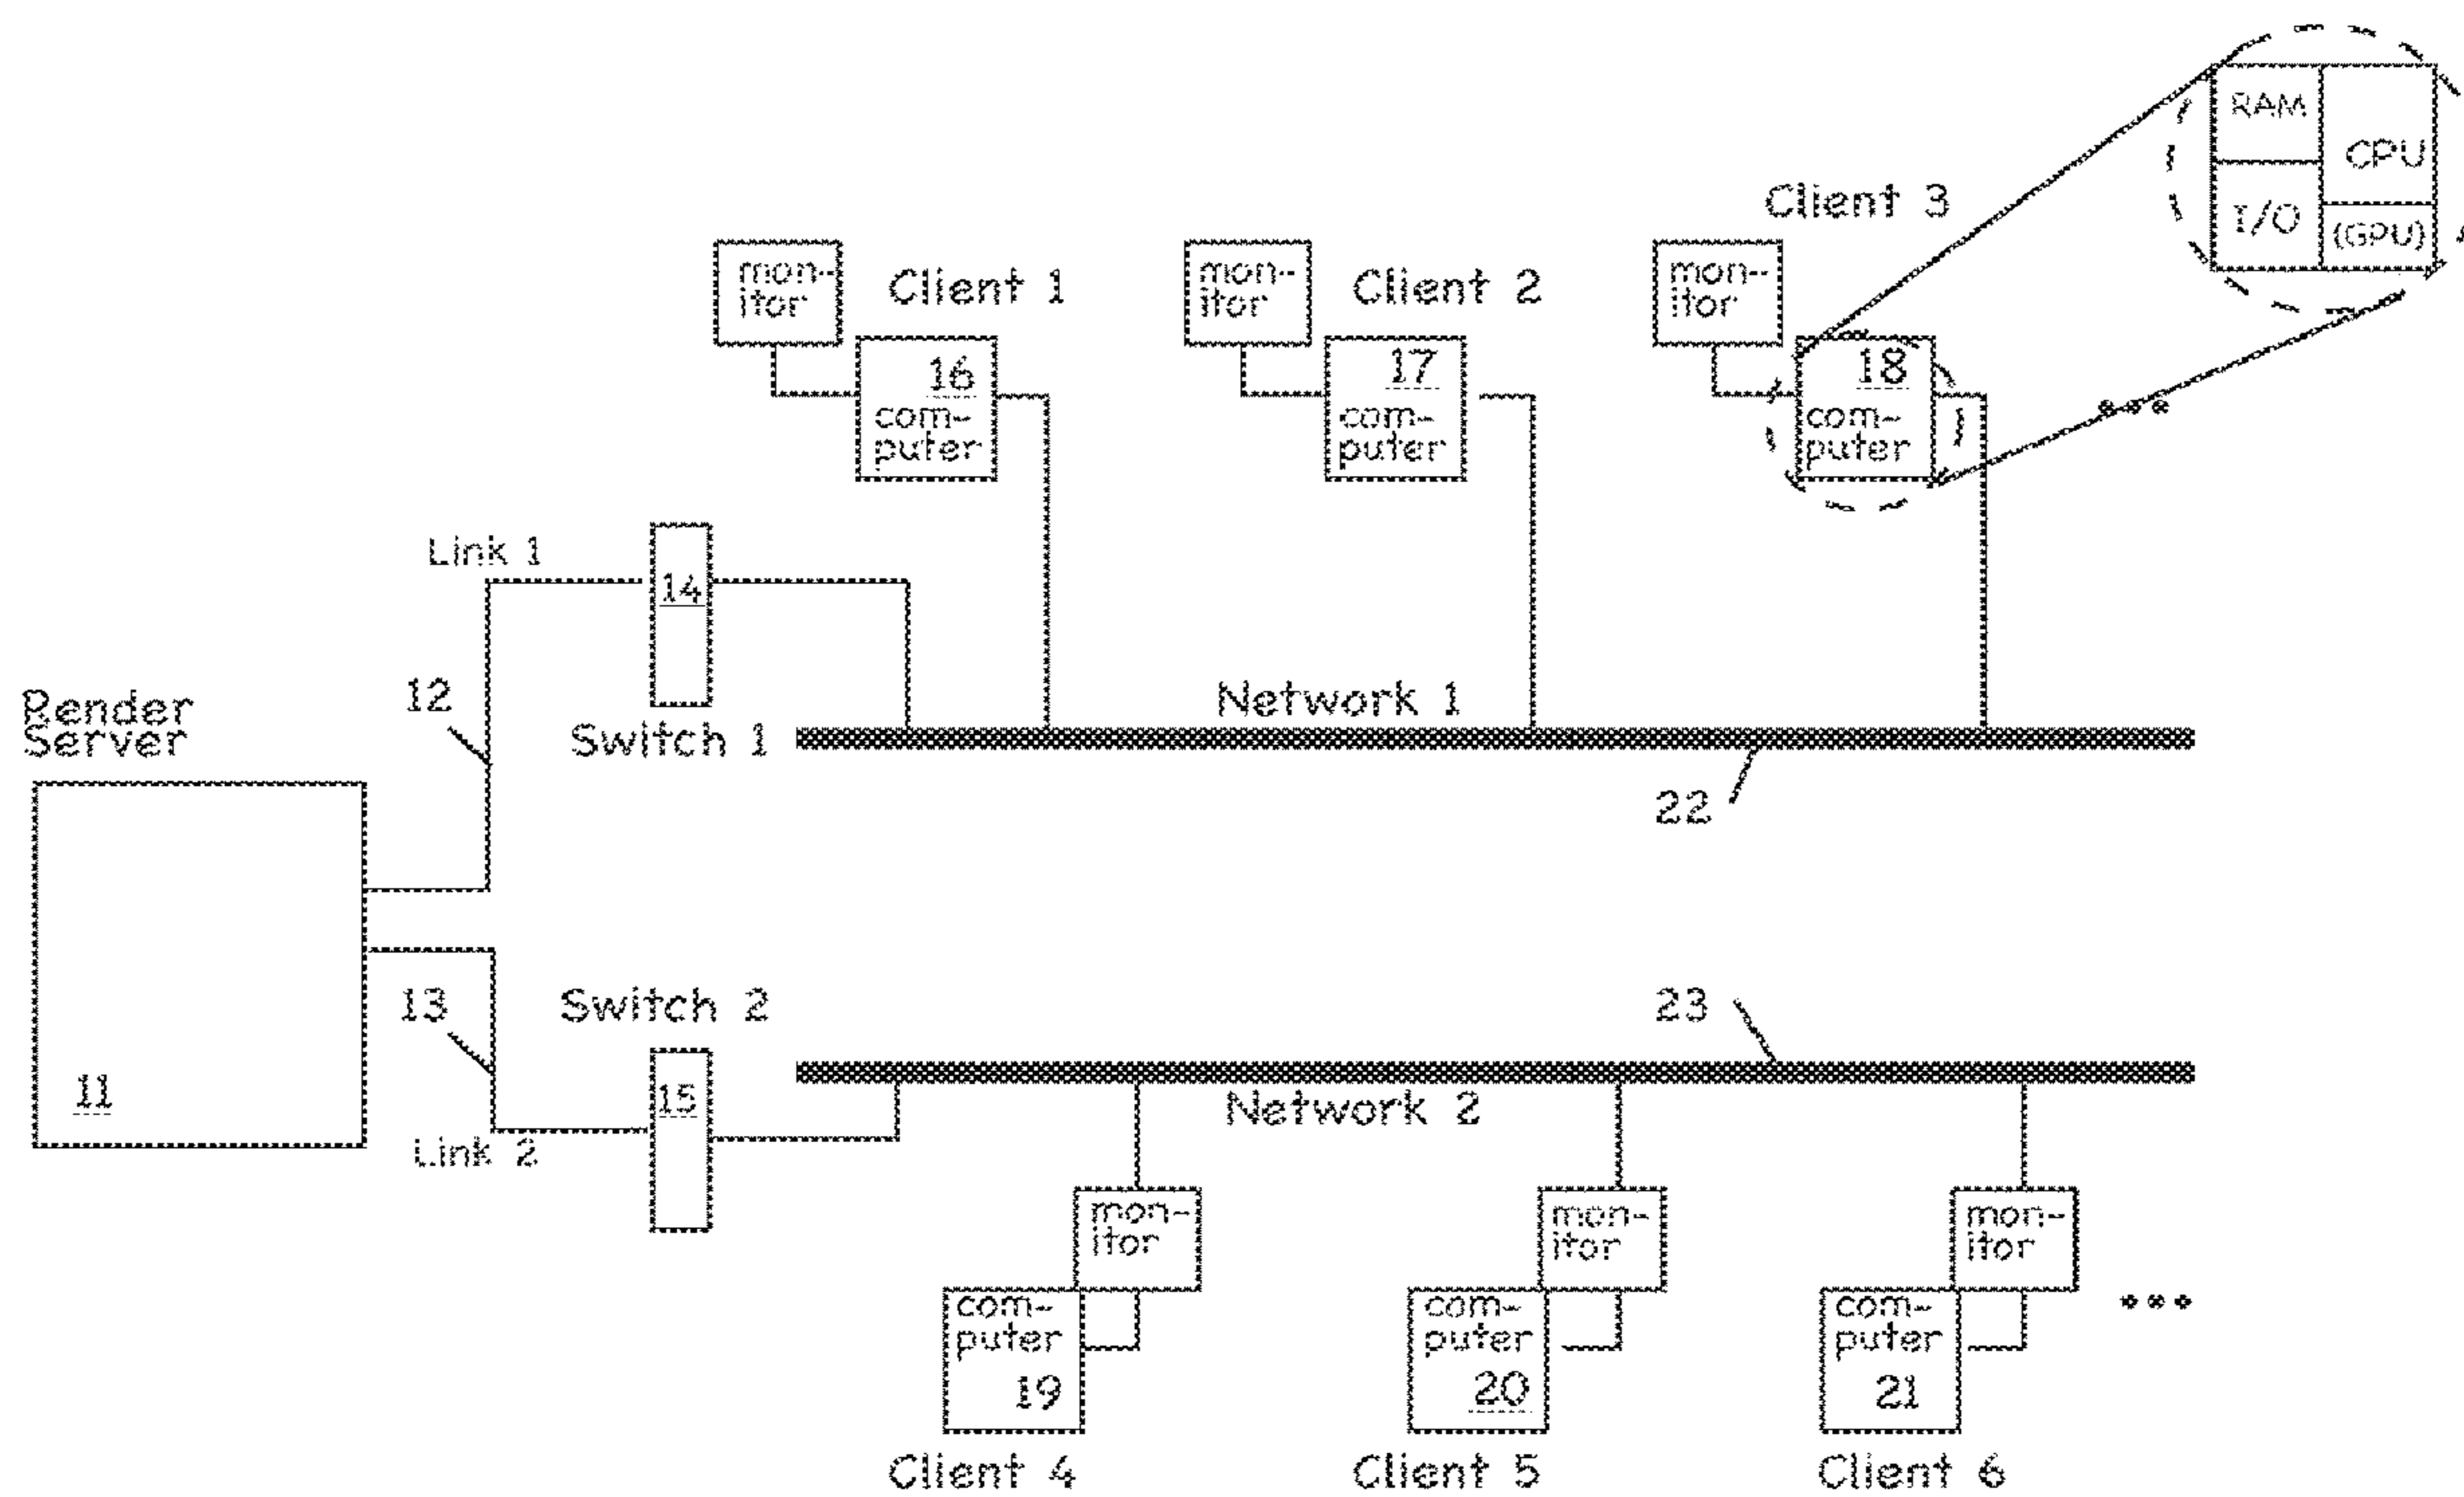 RAM
CPU
I/O
(GPU)
Client 3
mon-
itor
Client 1
mon-
itor
Client 2
mon-
itor
16
com-
puter
17
com-
puter
18
com-
puter
...
Link 1
14
12
Render
Server
Switch 1
Network 1
22
11
13
Switch 2
23
15
Network 2
Link 2
mon-
itor
mon-
itor
mon-
itor
com-
puter
19
com-
puter
20
com-
puter
21
...
Client 4
Client 5
Client 6